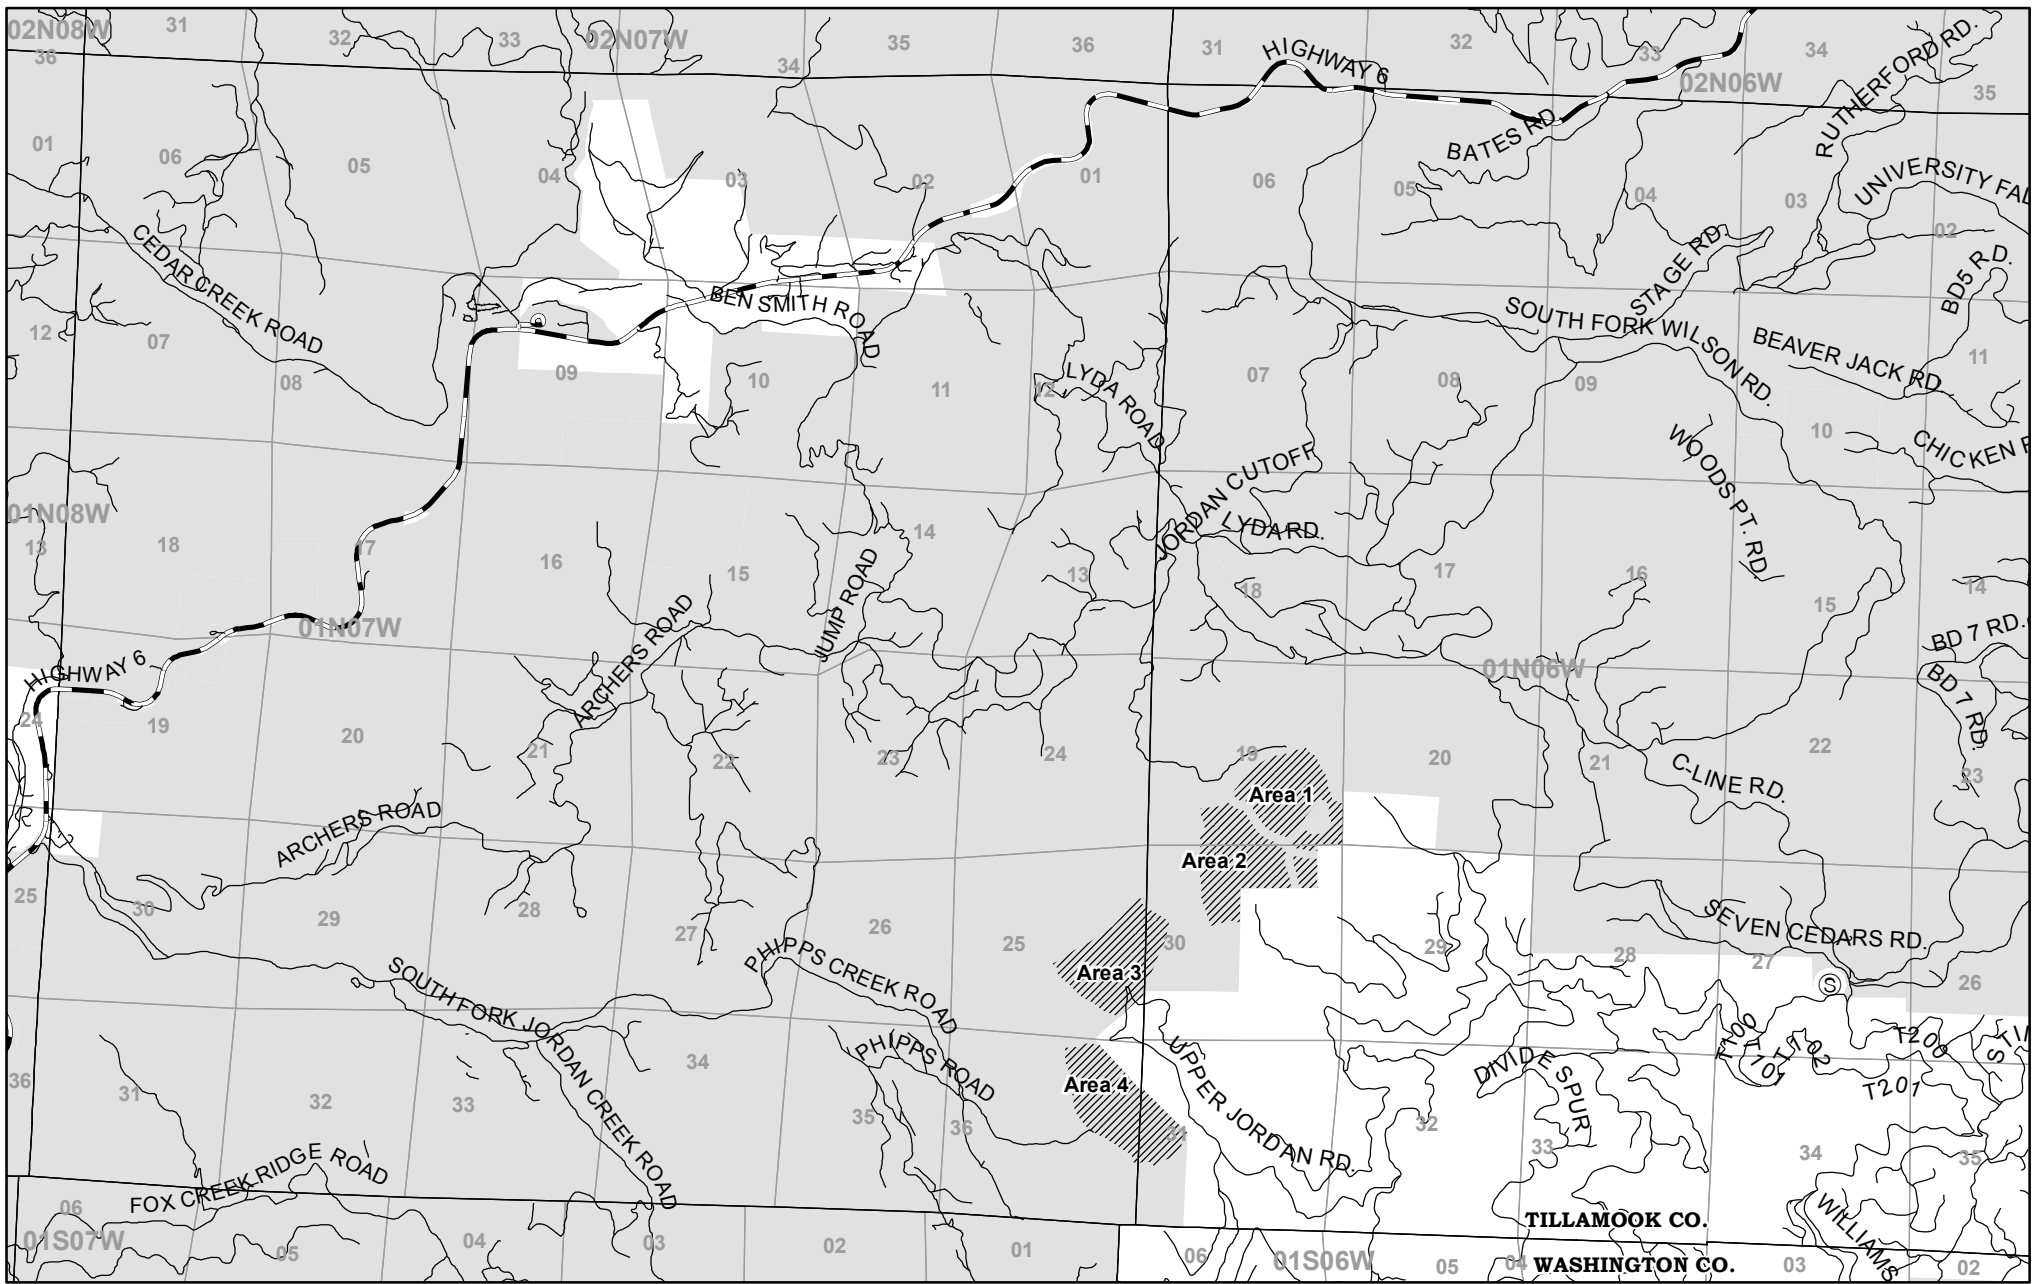 02N08W
31
32
33
02N07W
35
36
31
HIGHWAY 6
32
33
34
RUTHERFORD RD.
36
34
02N06W
35
01
06
05
04
03
02
01
06
05
BATES RD.
04
03
UNIVERSITY FAL
02
CEDAR CREEK ROAD
STAGE RD.
BD5 RD.
12
07
08
09
BEN SMITH ROAD
10
11
12
LYDA ROAD
07
08
SOUTH FORK WILSON RD.
09
BEAVER JACK RD.
11
10
WOODS PT. RD.
CHICKEN R
01N08W
13
18
17
16
15
14
13
JORDAN CUTOFF
LYDA RD.
18
17
16
15
14
01N07W
ARCHERS ROAD
JUMP ROAD
01N06W
BD 7 RD.
BD 7 RD.
HIGHWAY 6
24
19
20
21
22
23
24
19
20
21
C-LINE RD.
22
23
Area 1
ARCHERS ROAD
Area 2
25
30
29
28
27
26
25
30
29
28
SEVEN CEDARS RD.
27
26
S
PHIPPS CREEK ROAD
Area 3
SOUTH FORK JORDAN CREEK ROAD
36
31
32
33
34
PHIPPS ROAD
35
36
Area 4
31
UPPER JORDAN RD.
32
DIVIDE SPUR
33
T100
T101
T102
T200
T201
34
35
FOX CREEK RIDGE ROAD
06
01S07W
05
04
03
02
01
06
01S06W
05
04
TILLAMOOK CO.
WASHINGTON CO.
03
WILLIAMS
02